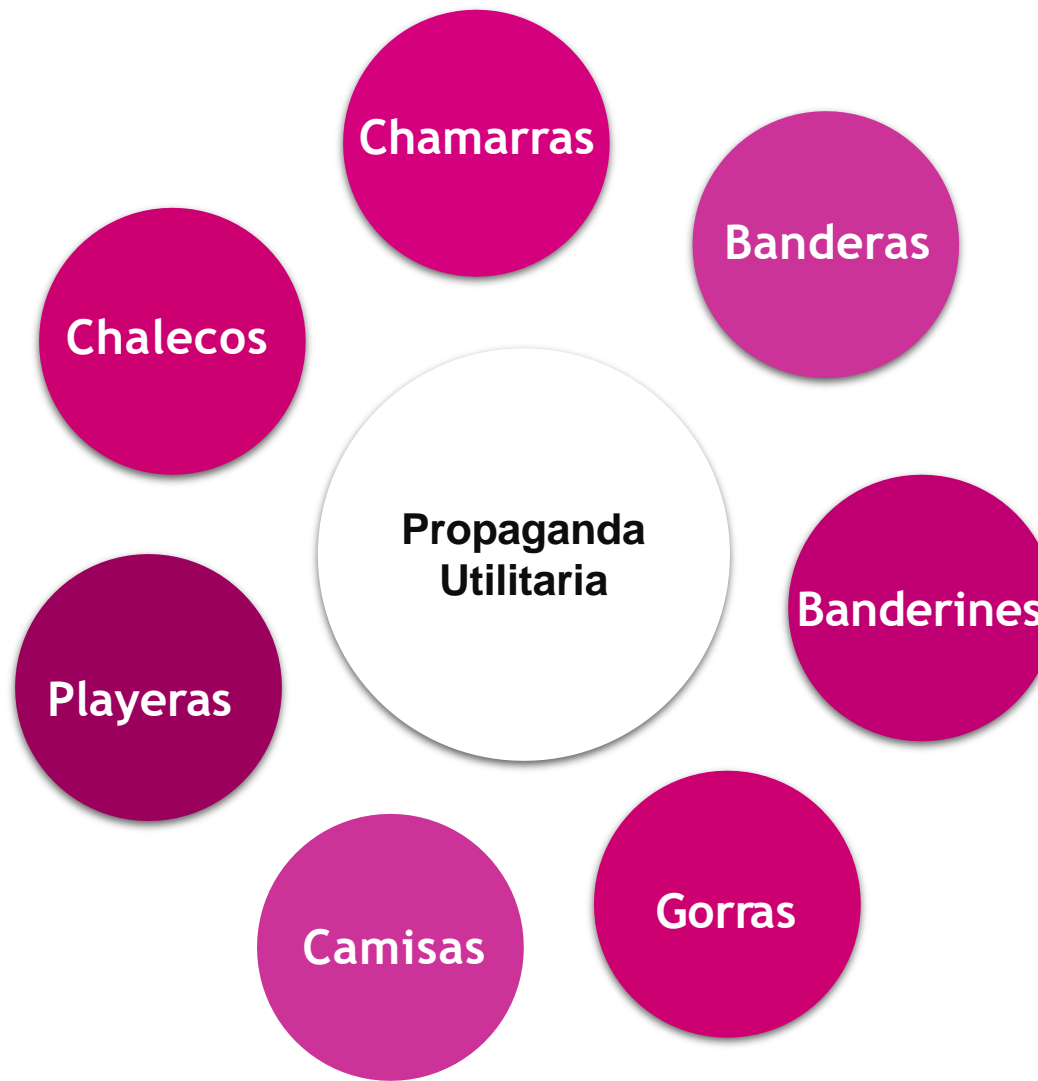 Chamarras
Banderas
Chalecos
Propaganda
Utilitaria
Banderines
Playeras
Gorras
Camisas